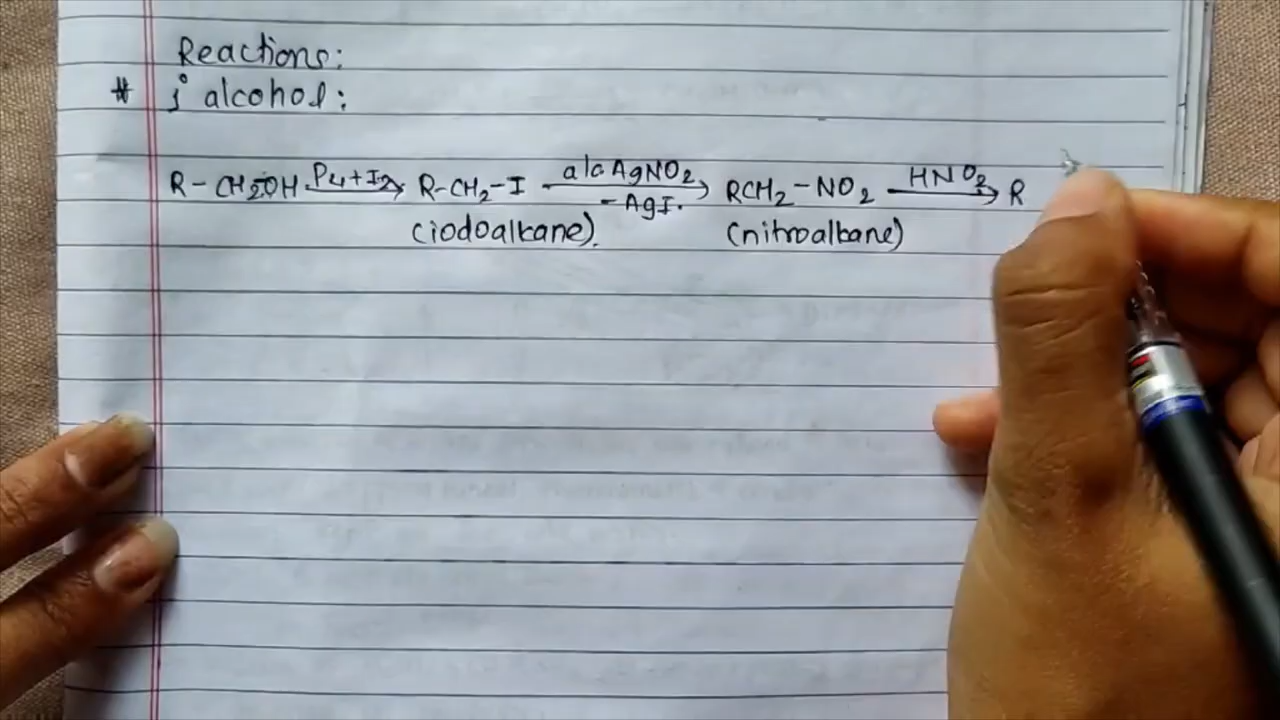 Reactions:
# 1° alcohol:
R-CH2OH P4+I2→ R-CH2-I alc AgNO2→ -AgI. RCH2-NO2 HNO2→ R
(iodoalkane). (nitroalkane)